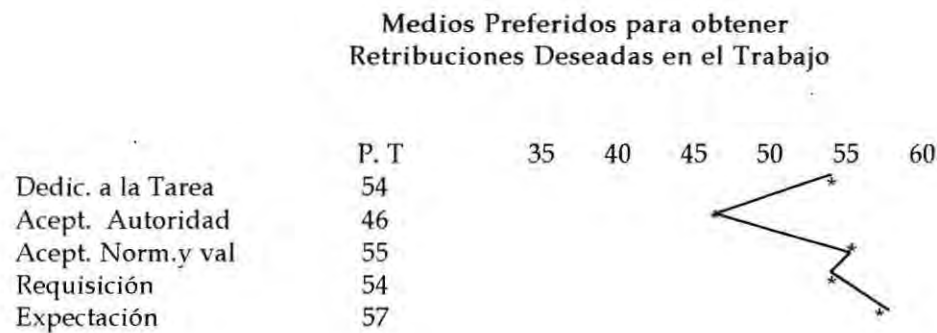 Medios Preferidos para obtener
Retribuciones Deseadas en el Trabajo
P. T 35 40 45 50 55 60
Dedic. a la Tarea 54
Acept. Autoridad 46
Acept. Norm.y val 55
Requisición 54
Expectación 57